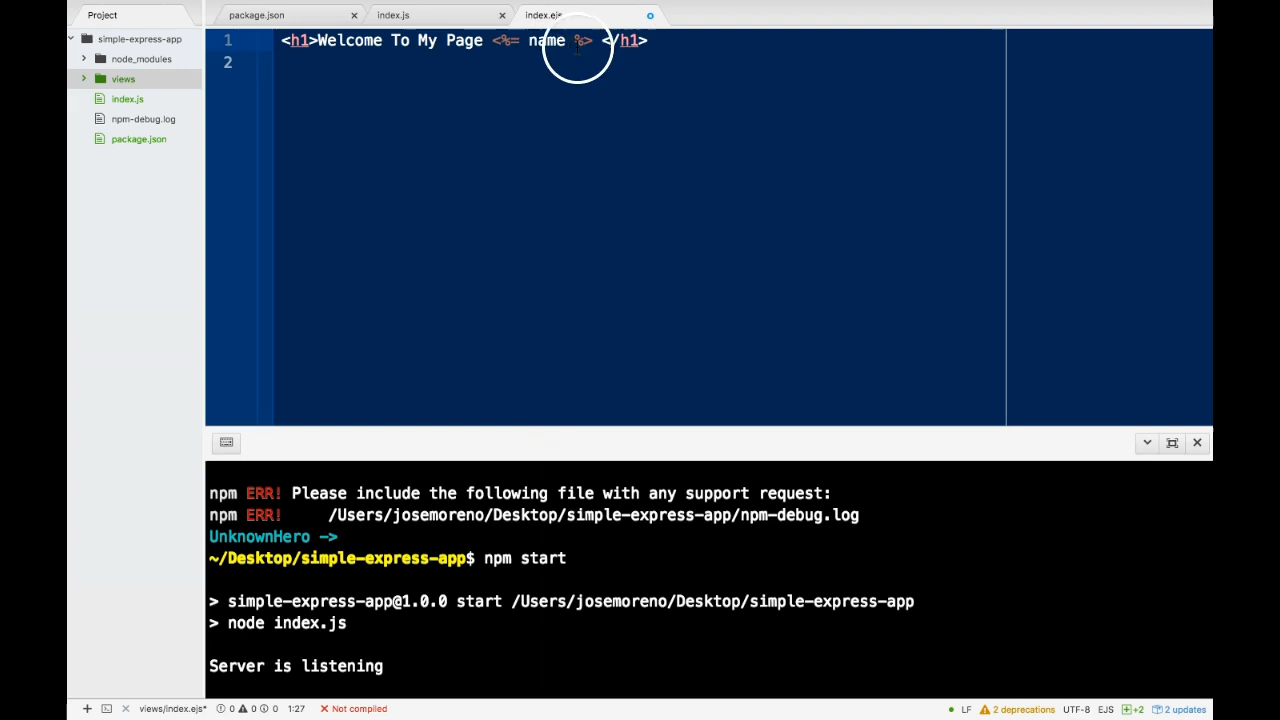 Project
package.json
index.js
index.ejs
simple-express-app
node_modules
views
index.js
npm-debug.log
package.json
1 <h1>Welcome To My Page <%= name %> </h1>
2
npm ERR! Please include the following file with any support request:
npm ERR!     /Users/josemoreno/Desktop/simple-express-app/npm-debug.log
UnknownHero ->
~/Desktop/simple-express-app$ npm start
> simple-express-app@1.0.0 start /Users/josemoreno/Desktop/simple-express-app
> node index.js
Server is listening
views/index.ejs* 0 0 0 1:27 Not compiled LF 2 deprecations UTF-8 EJS +2 2 updates